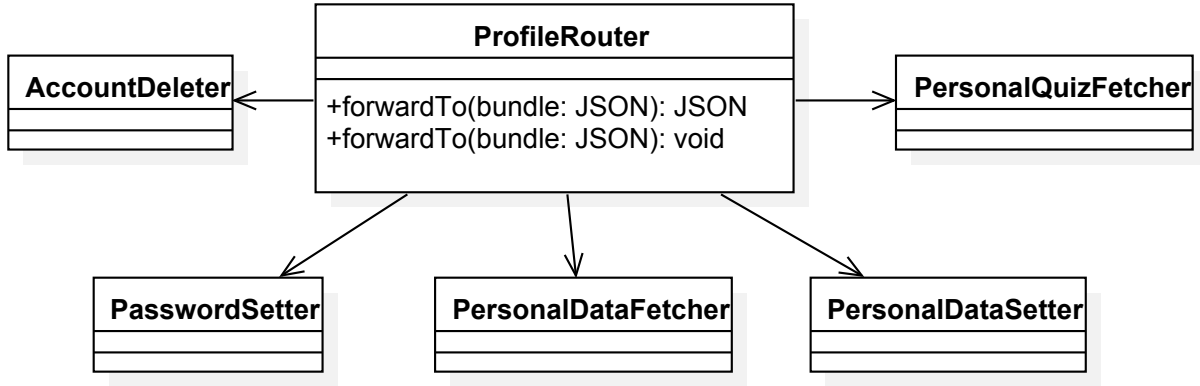 ProfileRouter
AccountDeleter
+forwardTo(bundle: JSON): JSON
+forwardTo(bundle: JSON): void
PersonalQuizFetcher
PasswordSetter
PersonalDataFetcher
PersonalDataSetter